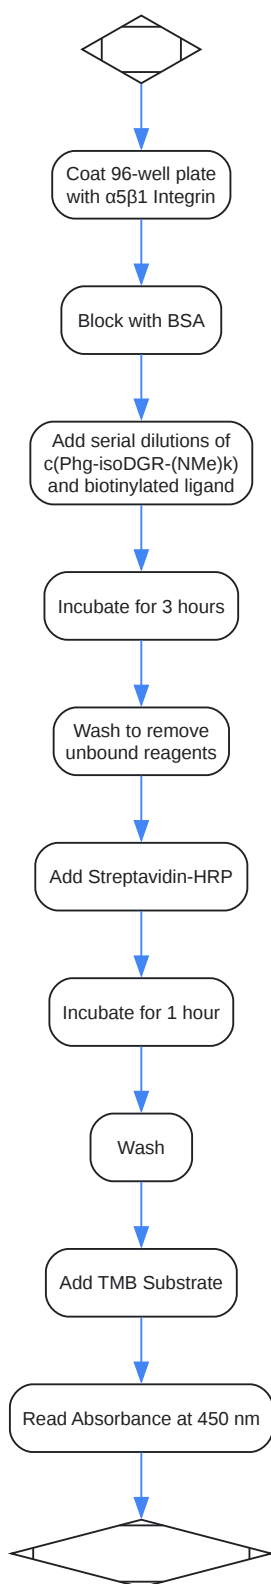 Coat 96-well plate
with α5β1 Integrin
Block with BSA
Add serial dilutions of
c(Phg-isoDGR-(NMe)k)
and biotinylated ligand
Incubate for 3 hours
Wash to remove
unbound reagents
Add Streptavidin-HRP
Incubate for 1 hour
Wash
Add TMB Substrate
Read Absorbance at 450 nm